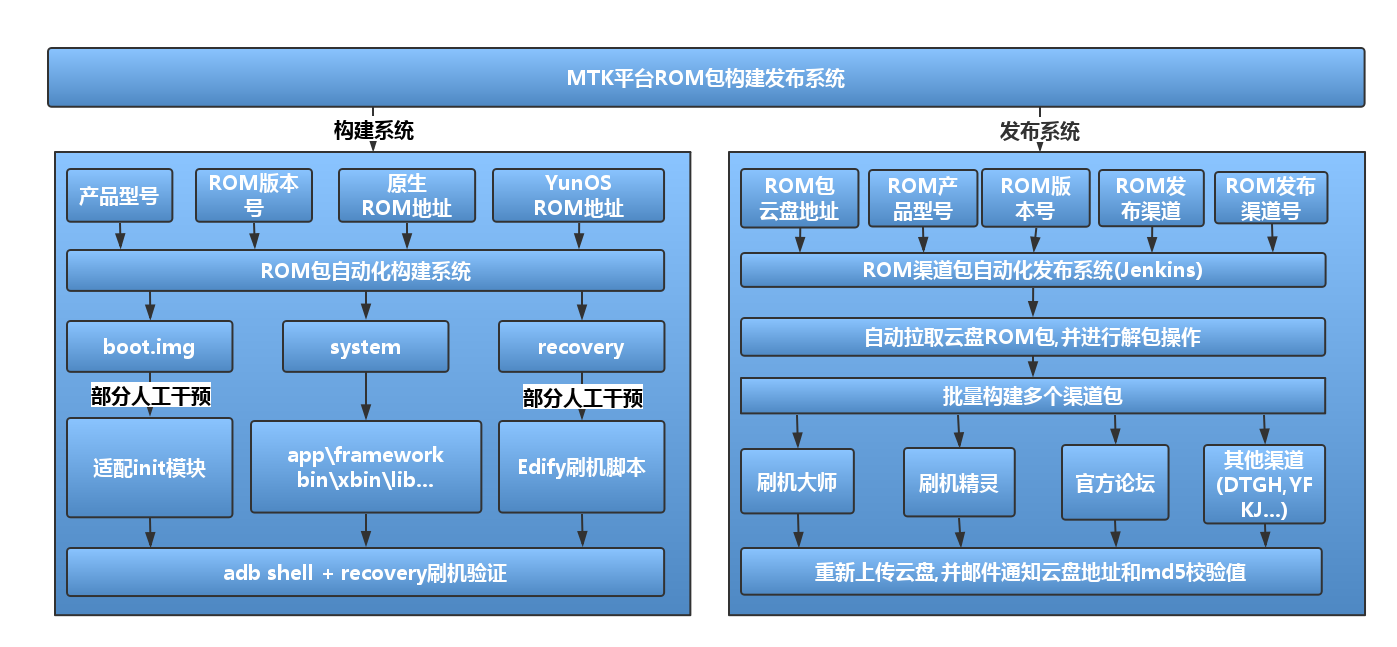 MTK平台ROM包构建发布系统
构建系统
产品型号
ROM版本
号
原生
ROM地址
YunOS
ROM地址
ROM包自动化构建系统
boot.img
system
recovery
部分人工干预
部分人工干预
适配init模块
app\framework
bin\xbin\lib...
Edify刷机脚本
adb shell + recovery刷机验证
发布系统
ROM包
云盘地址
ROM产
品型号
ROM版
本号
ROM发
布渠道
ROM发布
渠道号
ROM渠道包自动化发布系统(Jenkins)
自动拉取云盘ROM包,并进行解包操作
批量构建多个渠道包
刷机大师
刷机精灵
官方论坛
其他渠道
(DTGH,YF
KJ...)
重新上传云盘,并邮件通知云盘地址和md5校验值